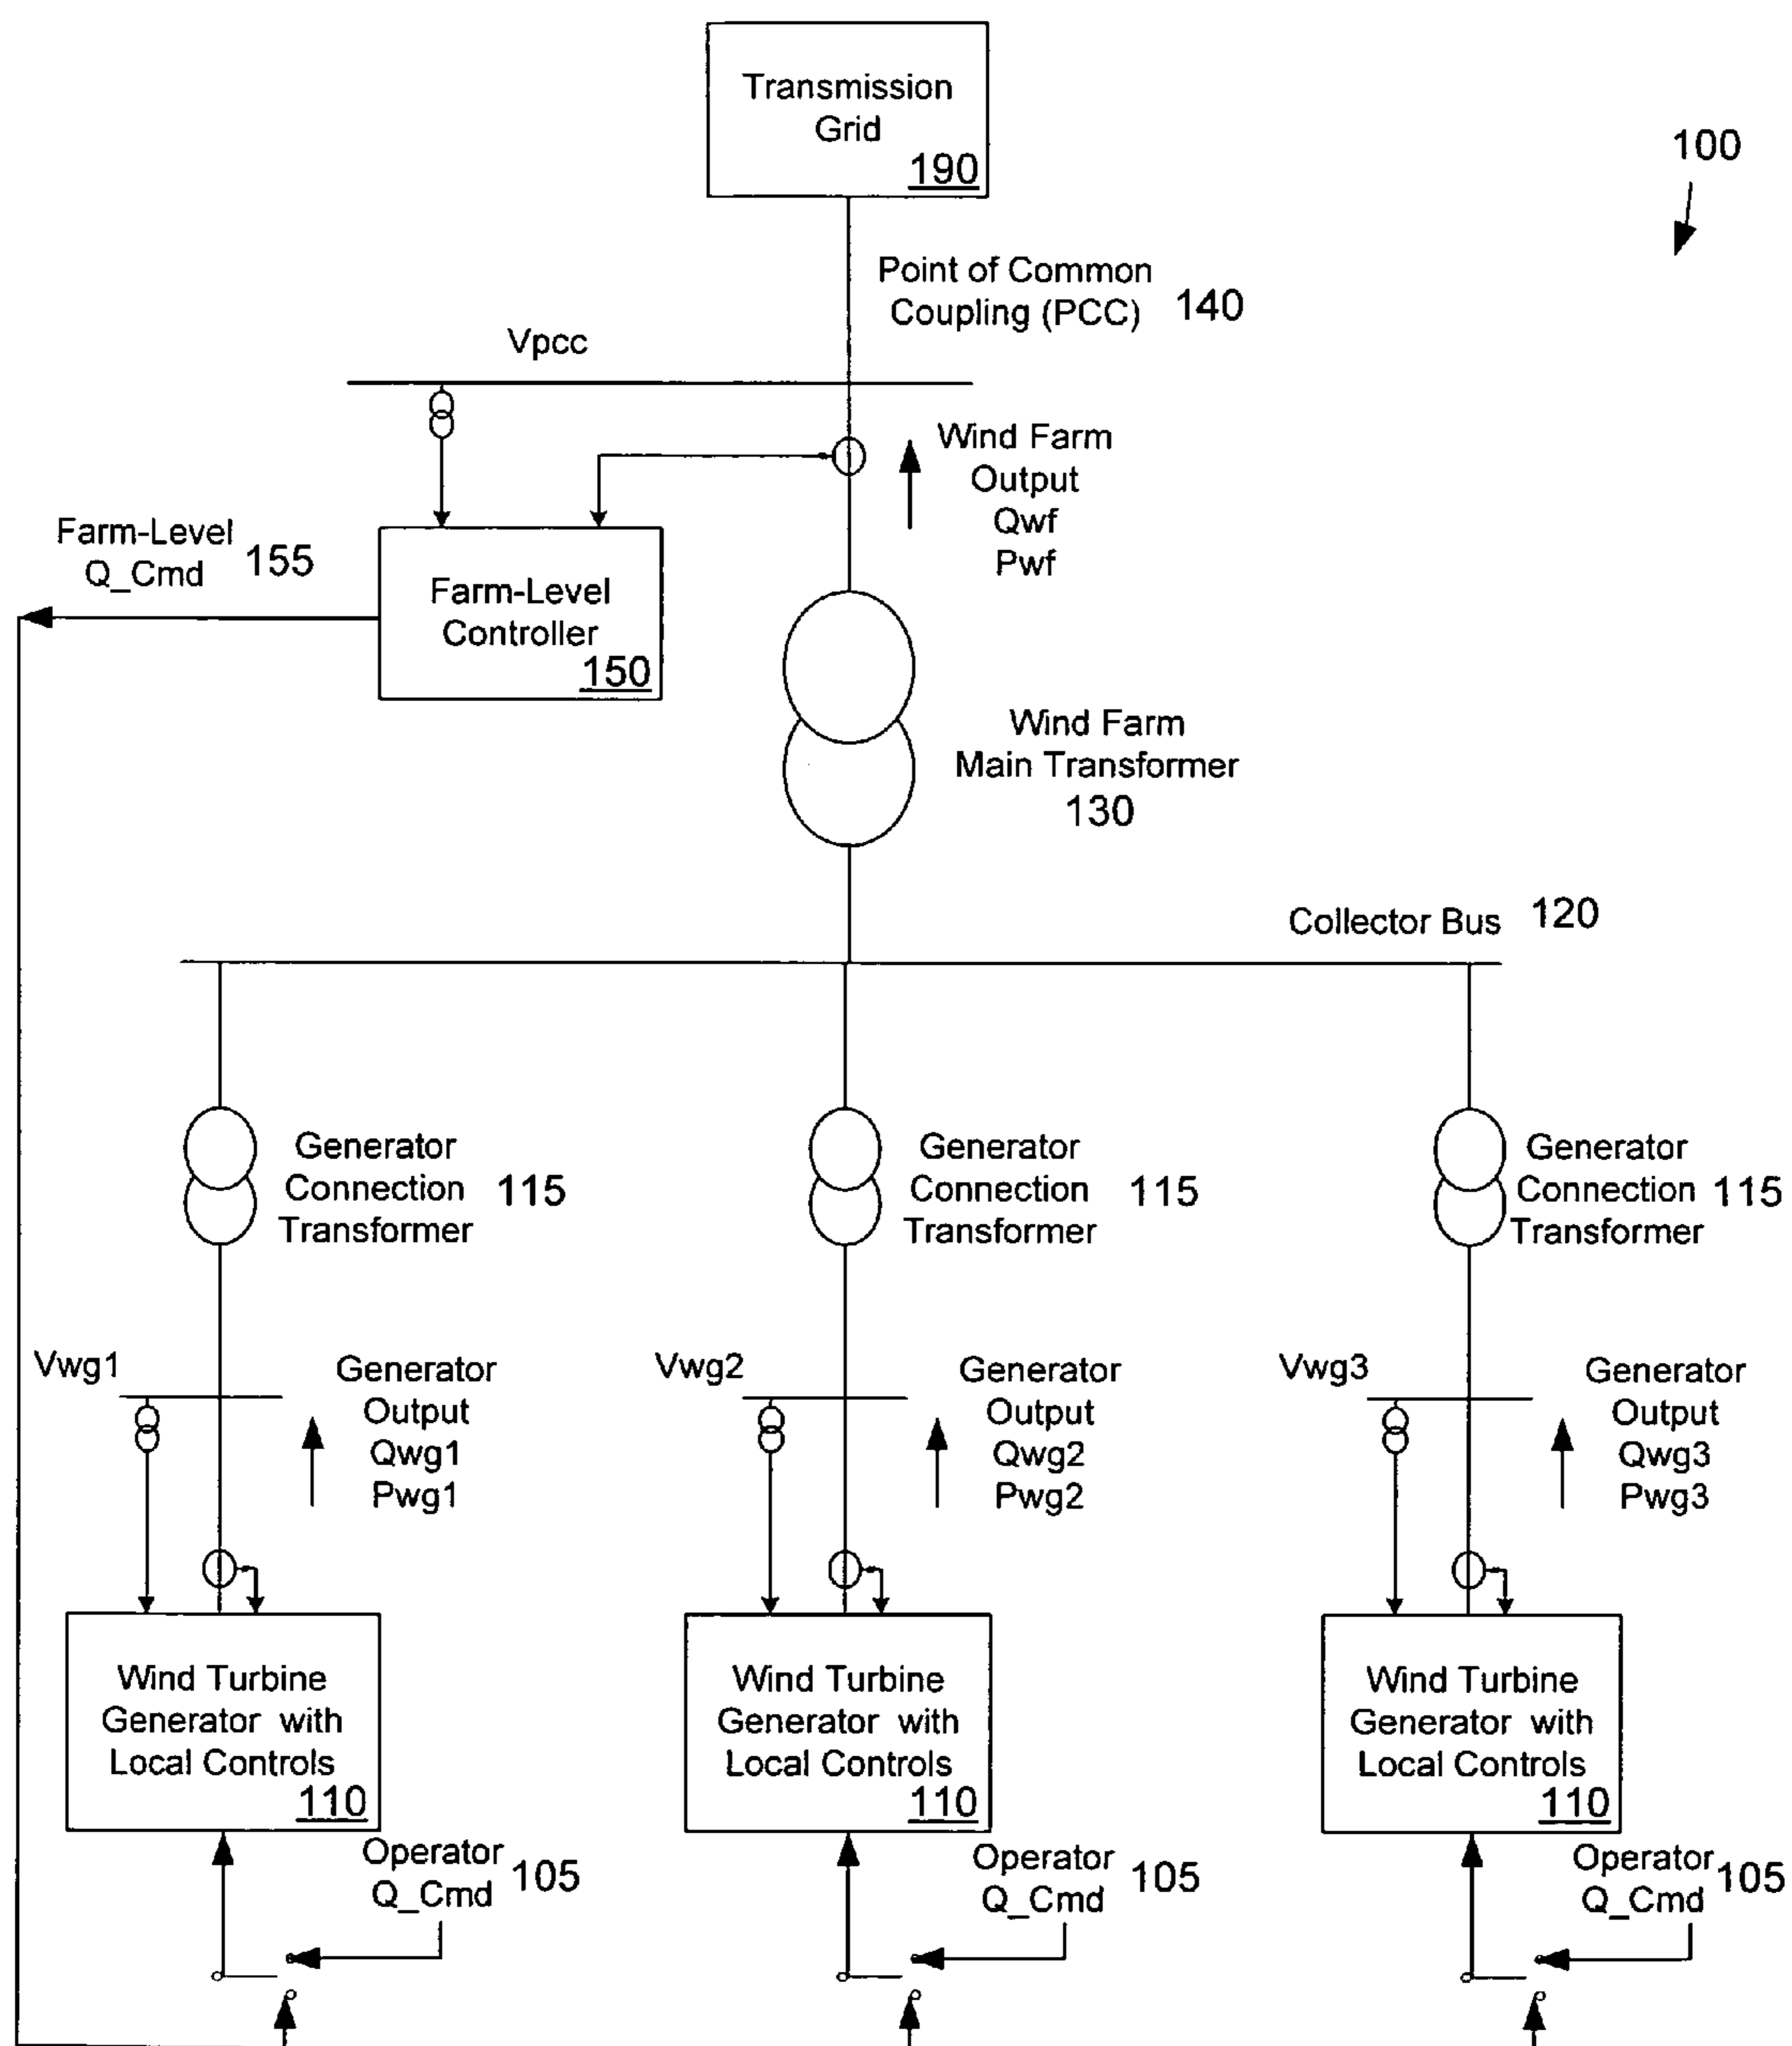 Transmission
Grid
190
100
Point of Common
Coupling (PCC) 140
Vpcc
Wind Farm
Output
Qwf
Pwf
Farm-Level
Q_Cmd 155
Farm-Level
Controller
150
Wind Farm
Main Transformer
130
Collector Bus 120
Generator
Connection 115
Transformer
Generator
Connection 115
Transformer
Generator
Connection 115
Transformer
Vwg1
Generator
Output
Qwg1
Pwg1
Vwg2
Generator
Output
Qwg2
Pwg2
Vwg3
Generator
Output
Qwg3
Pwg3
Wind Turbine
Generator with
Local Controls
110
Wind Turbine
Generator with
Local Controls
110
Wind Turbine
Generator with
Local Controls
110
Operator 105
Q_Cmd
Operator 105
Q_Cmd
Operator 105
Q_Cmd